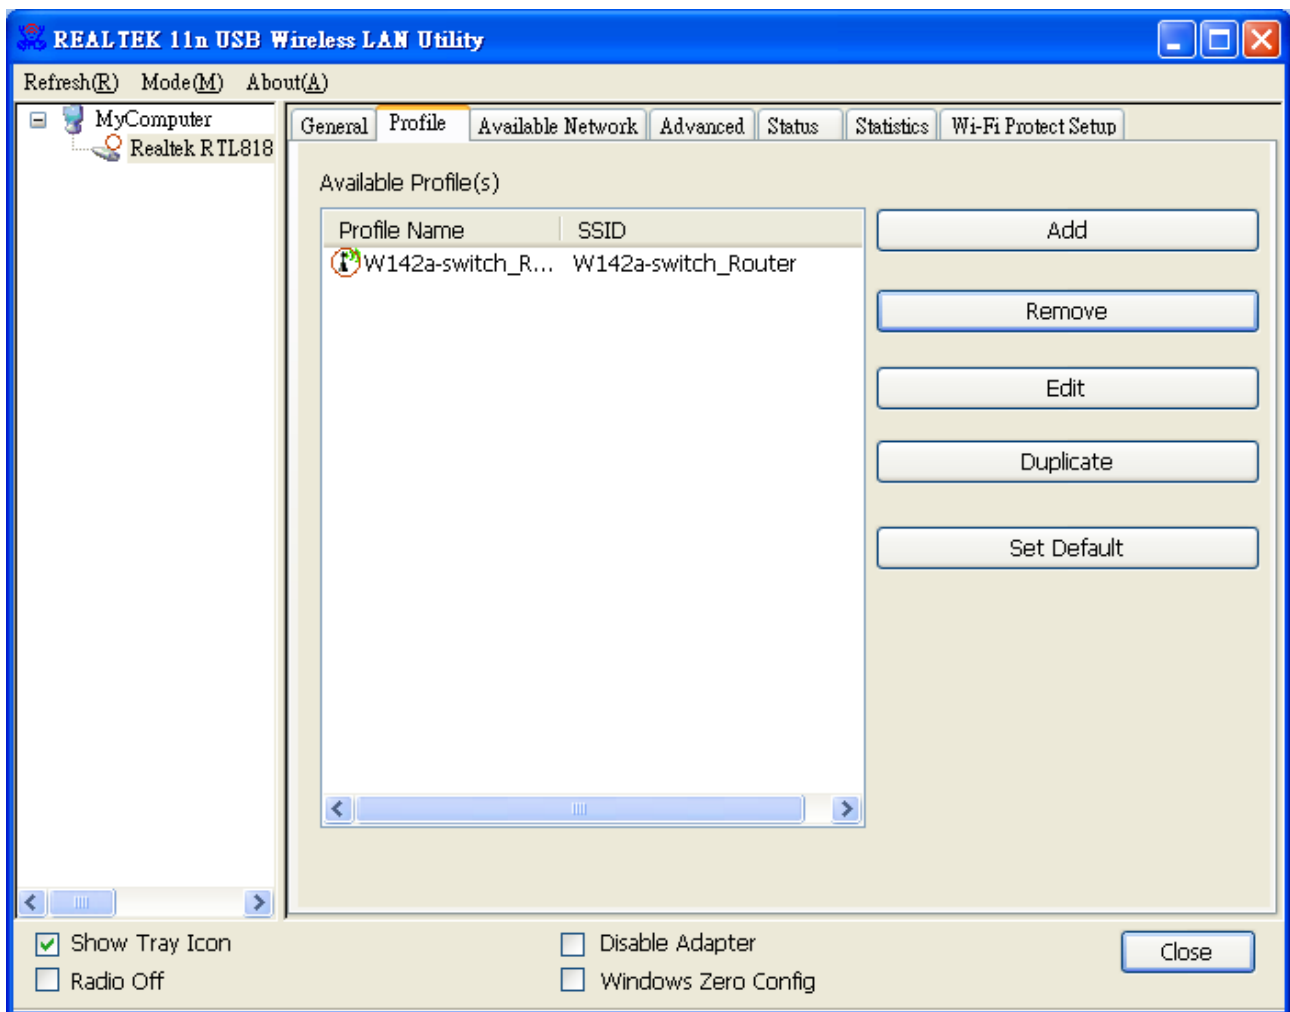 REALTEK 11n USB Wireless LAN Utility
Refresh(R) Mode(M) About(A)
MyComputer
Realtek RTL818
General Profile Available Network Advanced Status Statistics Wi-Fi Protect Setup
Available Profile(s)
Profile Name SSID
W142a-switch_R... W142a-switch_Router
Add
Remove
Edit
Duplicate
Set Default
Show Tray Icon
Radio Off
Disable Adapter
Windows Zero Config
Close